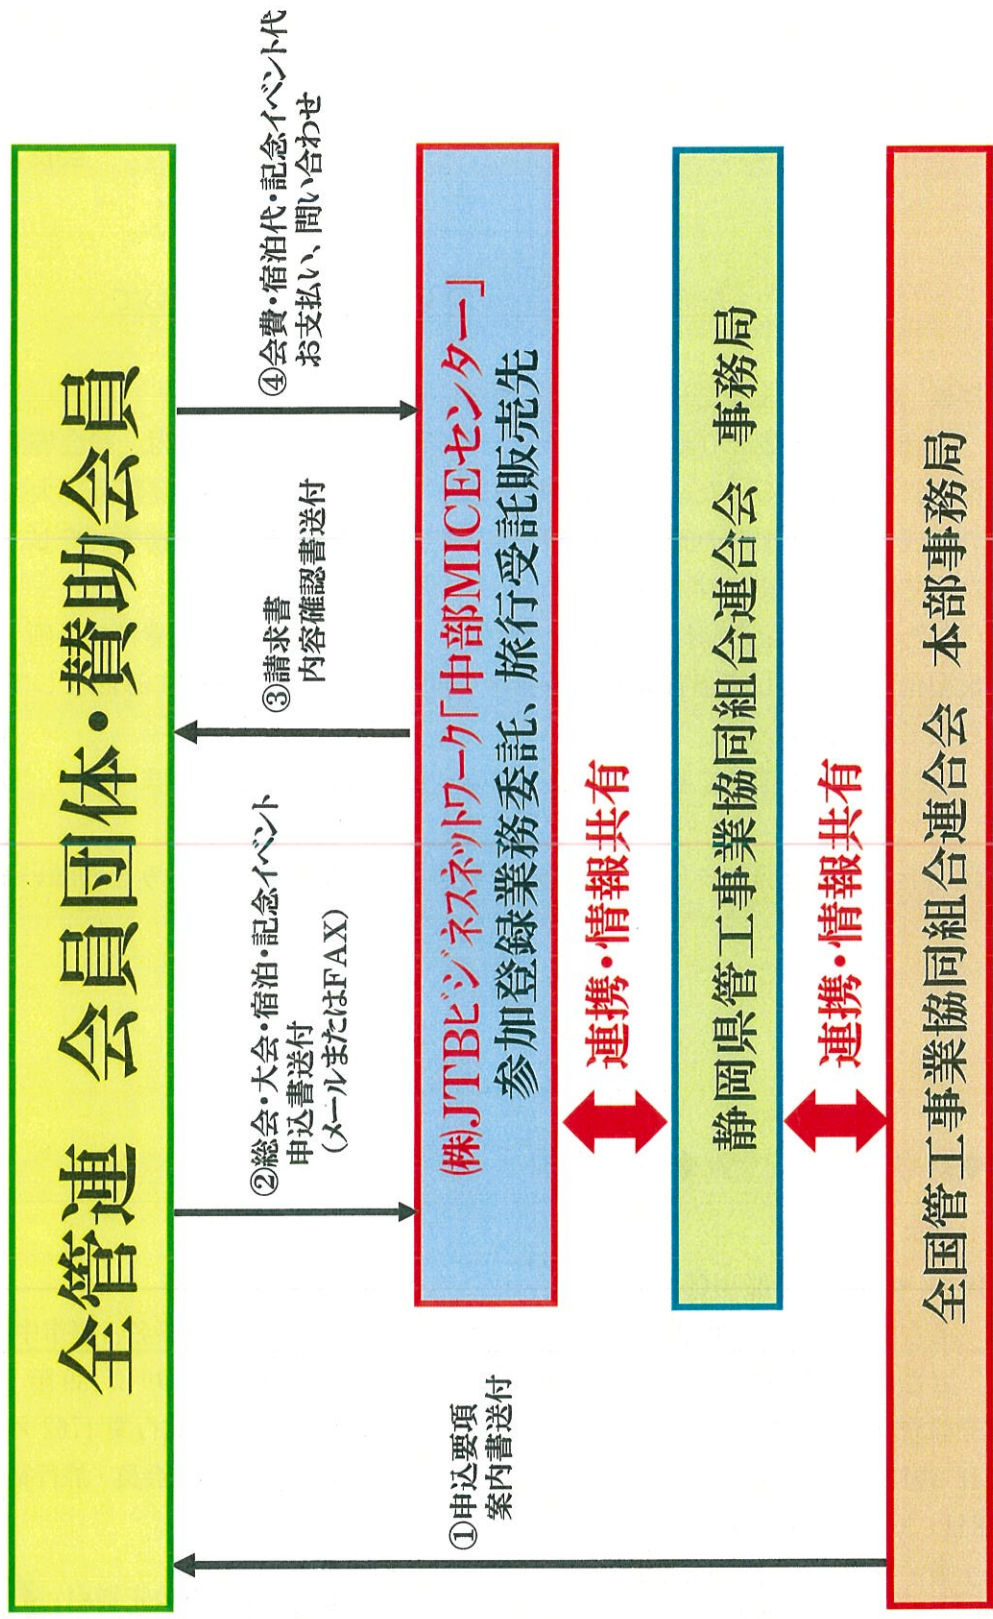 全管連 会員団体・賛助会員
①申込要項
案内書送付
②総会・大会・宿泊・記念イベント
申込書送付
(メールまたはFAX)
③請求書
内容確認書送付
④会費・宿泊代・記念イベント代
お支払い、問い合わせ
(株)JTBビジネスネットワーク「中部MICEセンター」
参加登録業務委託、旅行受託販売先
連携・情報共有
静岡県管工事業協同組合連合会 事務局
連携・情報共有
全国管工事業協同組合連合会 本部事務局